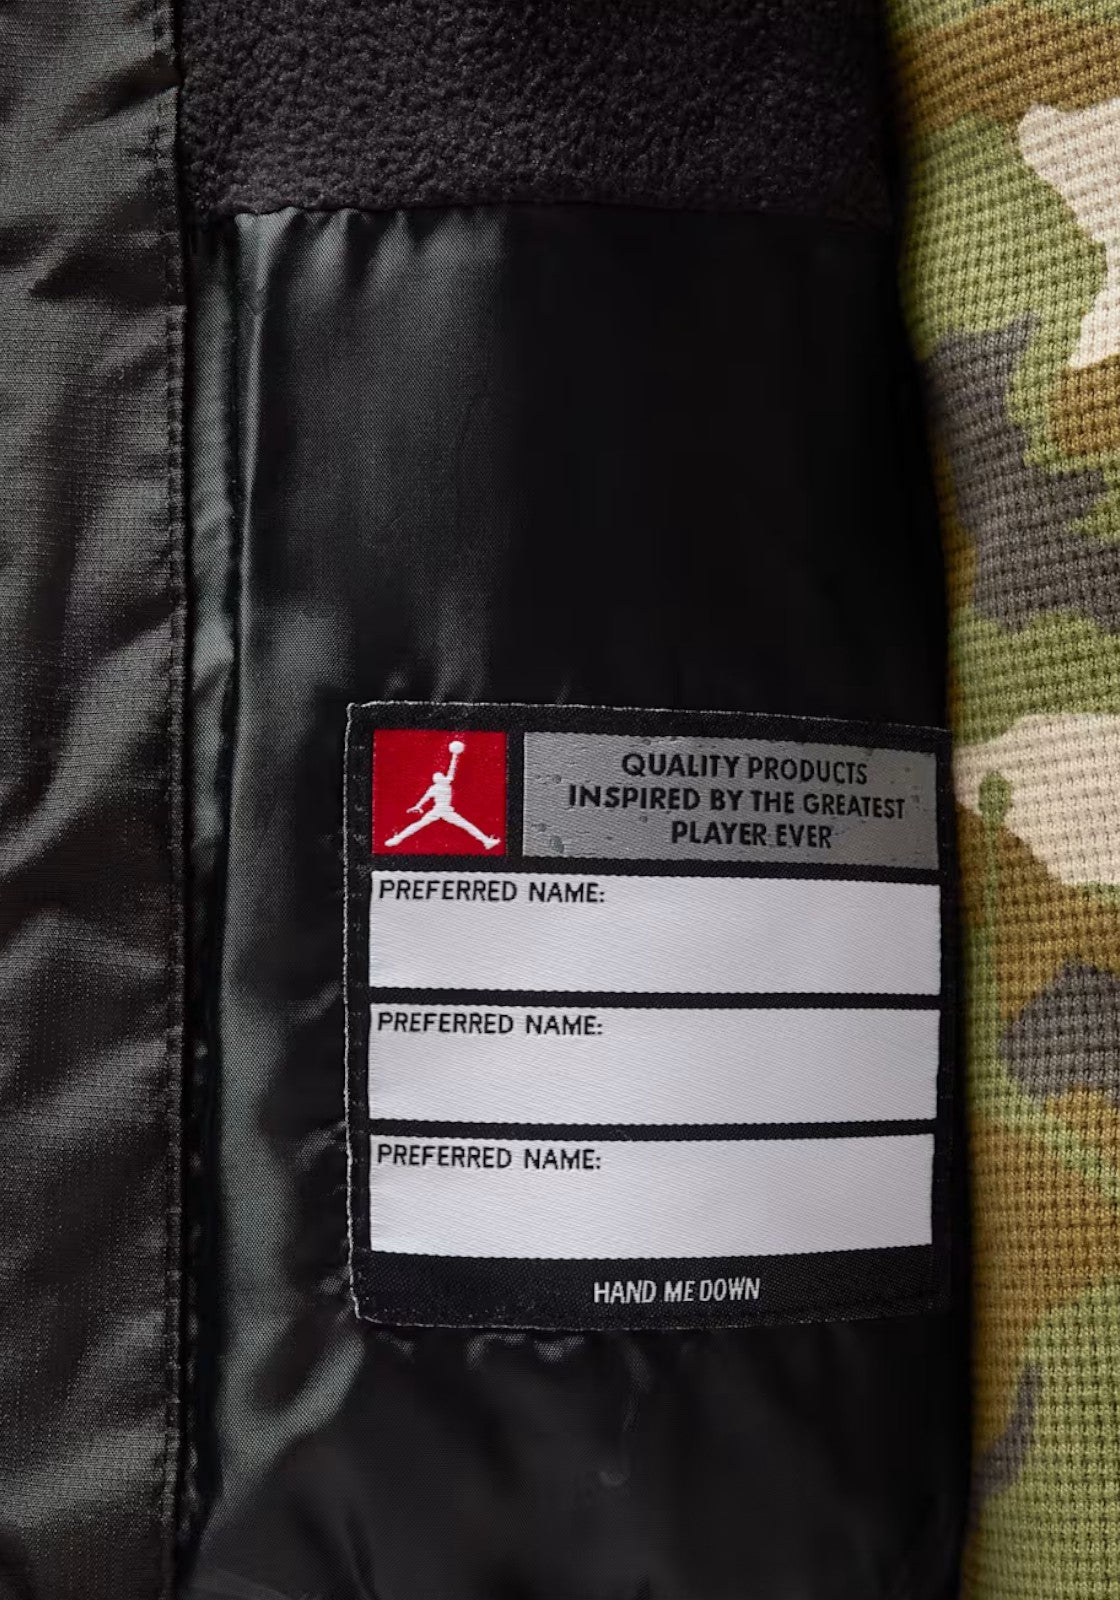 QUALITY PRODUCTS
INSPIRED BY THE GREATEST
PLAYER EVER
PREFERRED NAME:
PREFERRED NAME:
PREFERRED NAME:
HAND ME DOWN